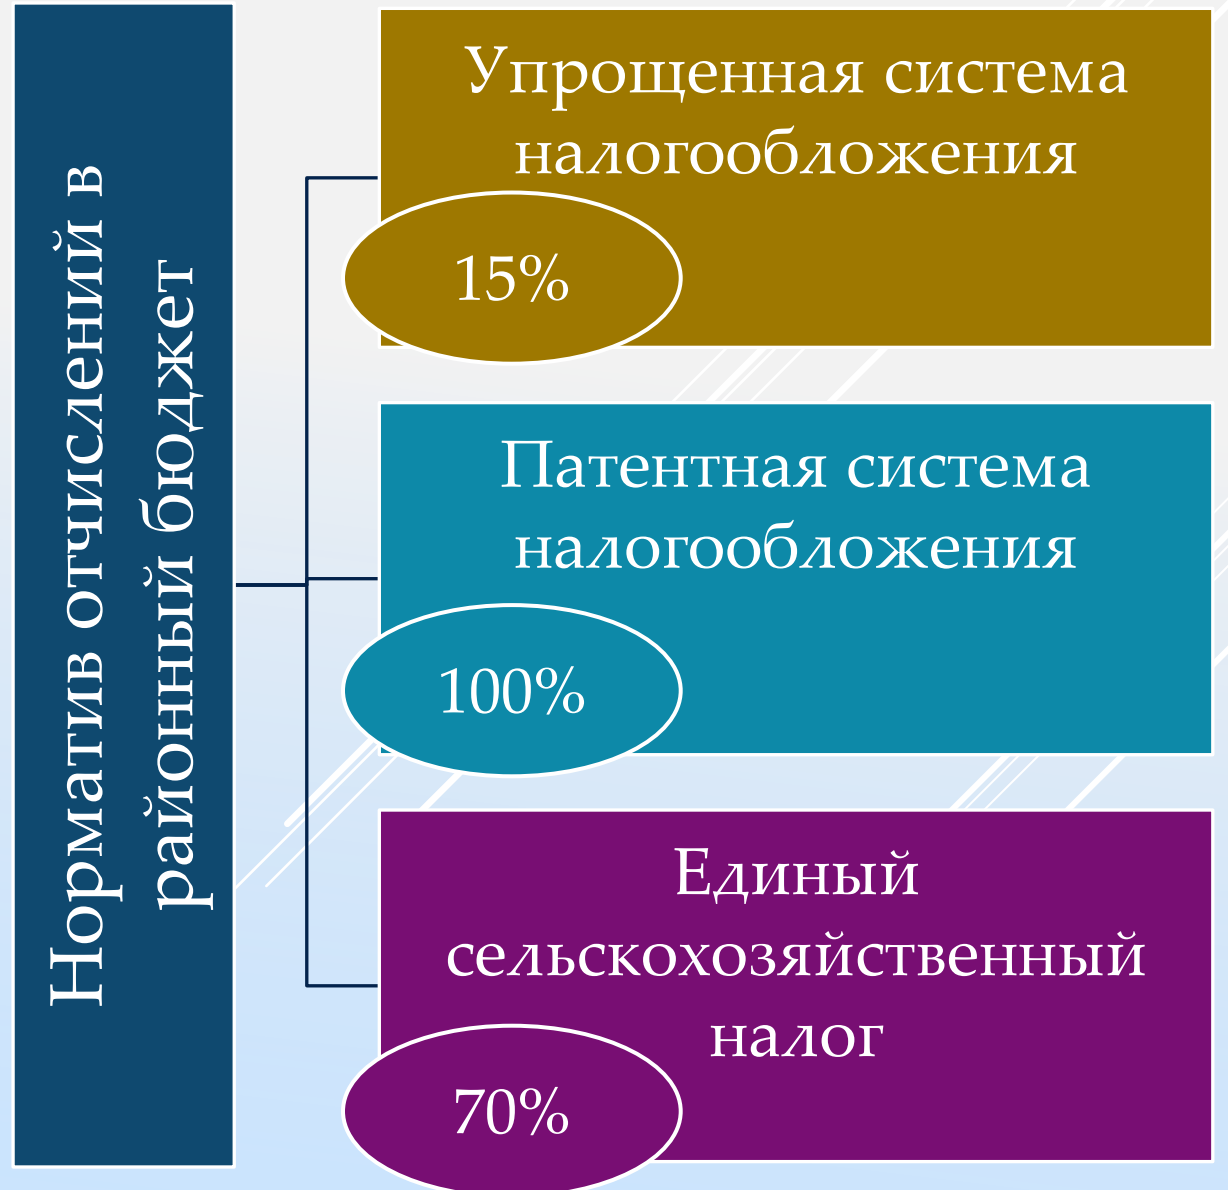 Норматив отчислений в
районный бюджет
Упрощенная система
налогообложения
15%
Патентная система
налогообложения
100%
Единый
сельскохозяйственный
налог
70%